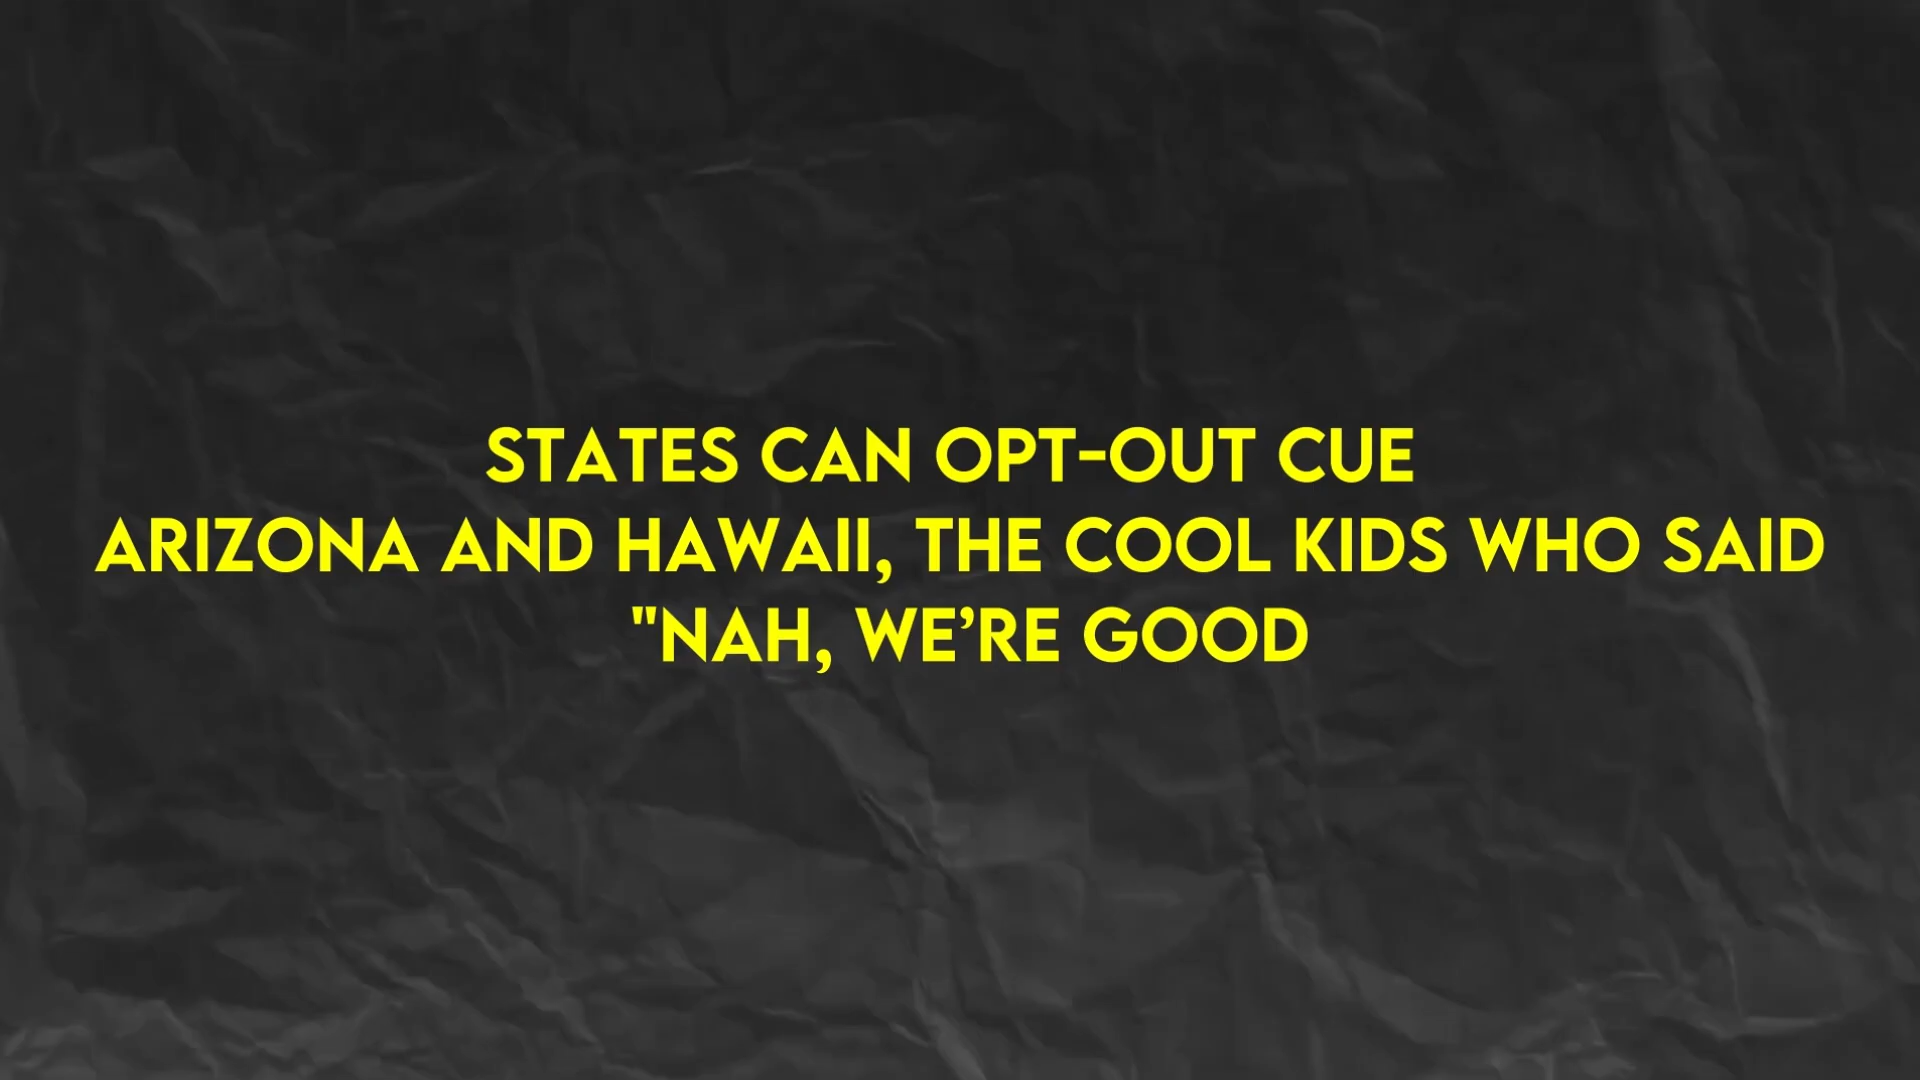 STATES CAN OPT-OUT CUE
ARIZONA AND HAWAII, THE COOL KIDS WHO SAID
"NAH, WE’RE GOOD